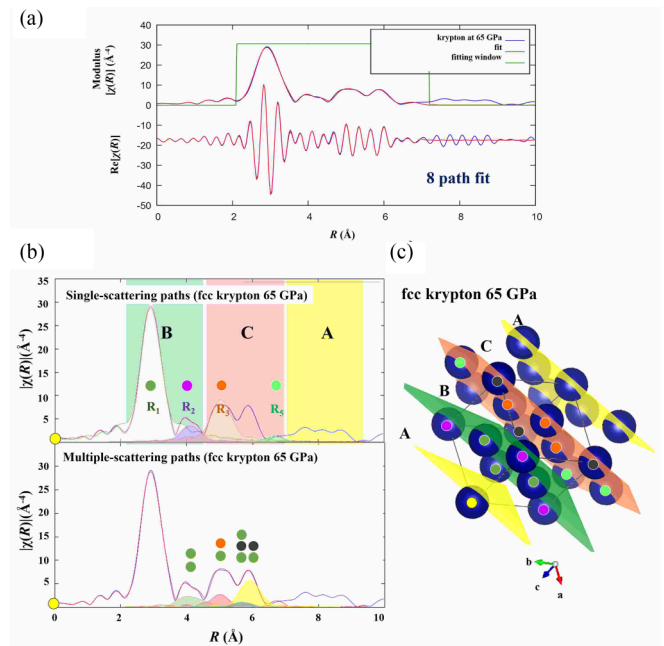 (a)
Modulus
|χ(R)| (Å⁻⁴)
40
30
20
10
0
-10
-20
-30
-40
-50
Re[χ(R)]
krypton at 65 GPa
fit
fitting window
8 path fit
0 2 4 6 8 10
R (Å)
(b)
|χ(R)|(Å⁻⁴)
35
30
25
20
15
10
5
0
Single-scattering paths (fcc krypton 65 GPa)
B C A
R₁ R₂ R₃ R₅
Multiple-scattering paths (fcc krypton 65 GPa)
|χ(R)|(Å⁻⁴)
30
25
20
15
10
5
0 2 4 6 8 10
R (Å)
(c)
fcc krypton 65 GPa
A
C
B
A
b
c
a